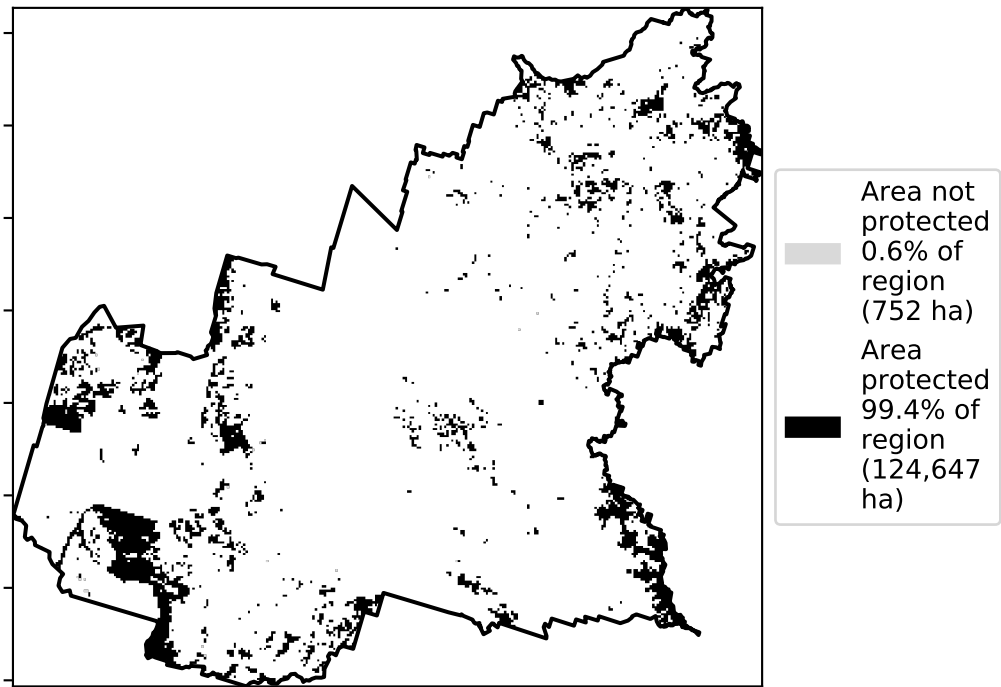 Area not
protected
0.6% of
region
(752 ha)
Area
protected
99.4% of
region
(124,647
ha)